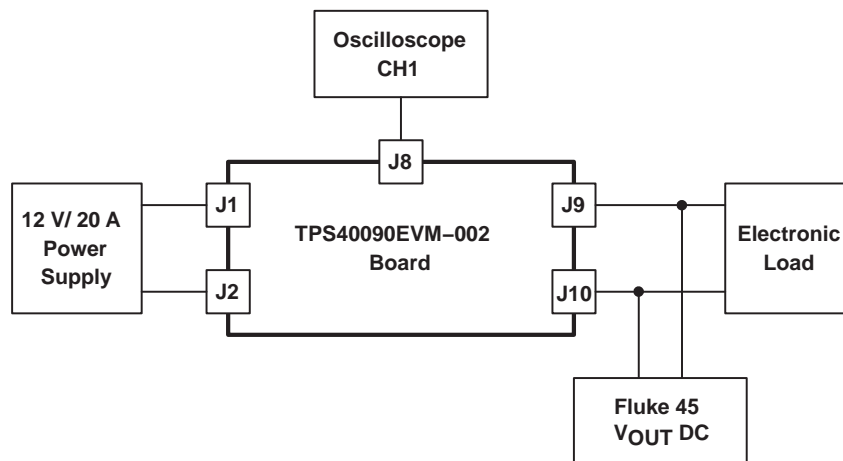 Oscilloscope
CH1
J8
J1
J9
12 V/ 20 A
Power
Supply
TPS40090EVM–002
Board
Electronic
Load
J2
J10
Fluke 45
VOUT DC